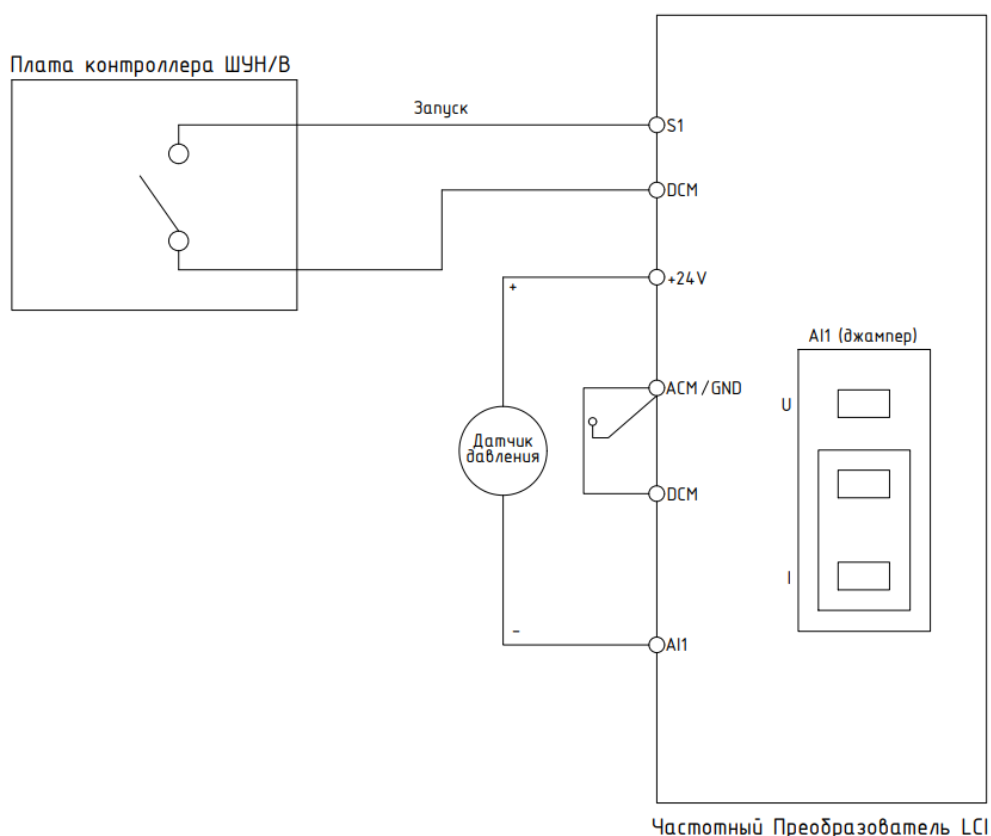 Плата контроллера ШУН/В
Запуск
S1
DCM
+24V
+
AI1 (джампер)
ACM/GND
U
Датчик
давления
DCM
I
-
AI1
Частотный Преобразователь LCI